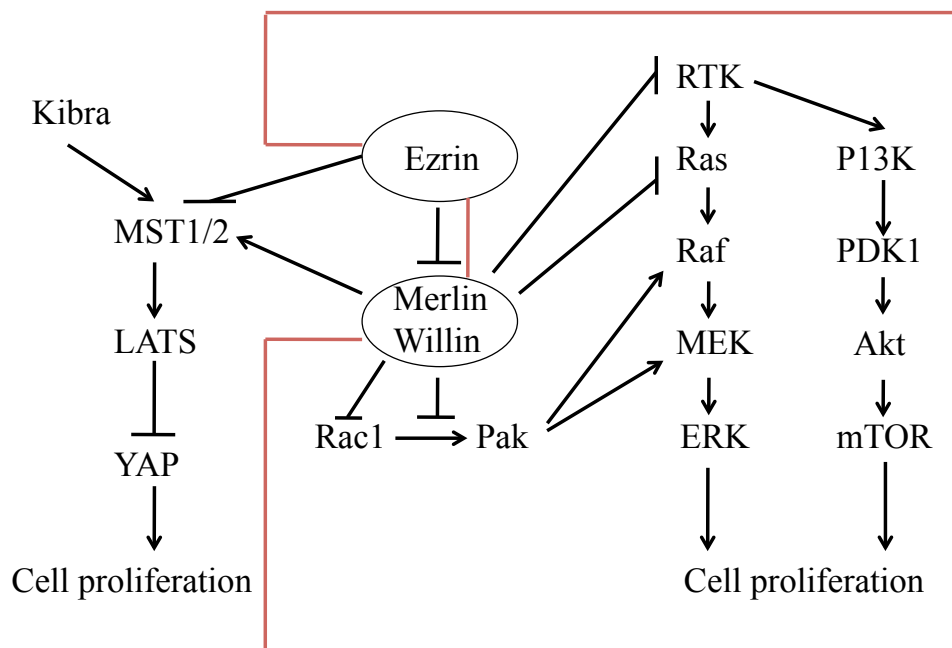 RTK
Kibra
Ezrin
Ras
P13K
MST1/2
Raf
PDK1
Merlin
Willin
LATS
MEK
Akt
Rac1
Pak
ERK
mTOR
YAP
Cell proliferation
Cell proliferation